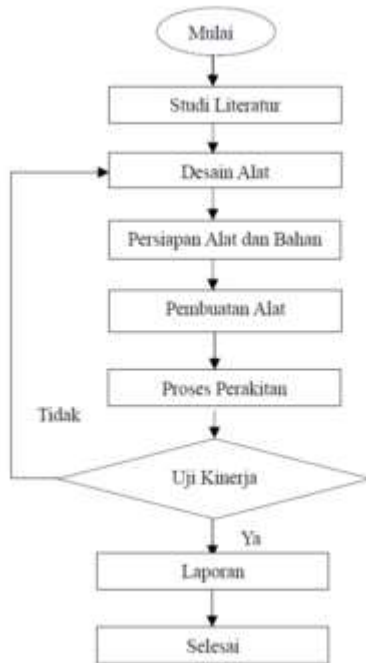 Mulai
Studi Literatur
Desain Alat
Persiapan Alat dan Bahan
Pembuatan Alat
Proses Perakitan
Tidak
Uji Kinerja
Ya
Laporan
Selesai